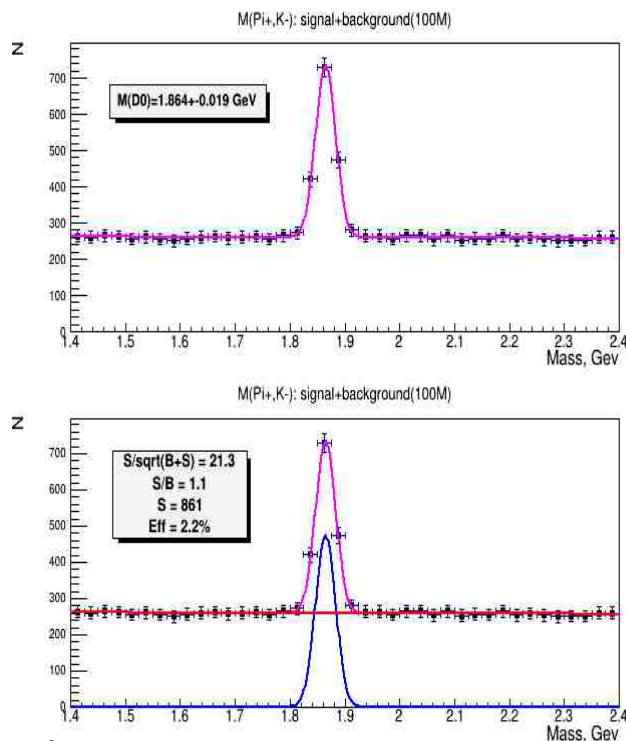 M(Pi+,K-): signal+background(100M)
N
700
600
500
400
300
200
100
0
M(D0)=1.864+-0.019 GeV
1.4 1.5 1.6 1.7 1.8 1.9 2 2.1 2.2 2.3 2.4
Mass, Gev
M(Pi+,K-): signal+background(100M)
N
700
600
500
400
300
200
100
0
S/sqrt(B+S) = 21.3
S/B = 1.1
S = 861
Eff = 2.2%
1.4 1.5 1.6 1.7 1.8 1.9 2 2.1 2.2 2.3 2.4
Mass, Gev